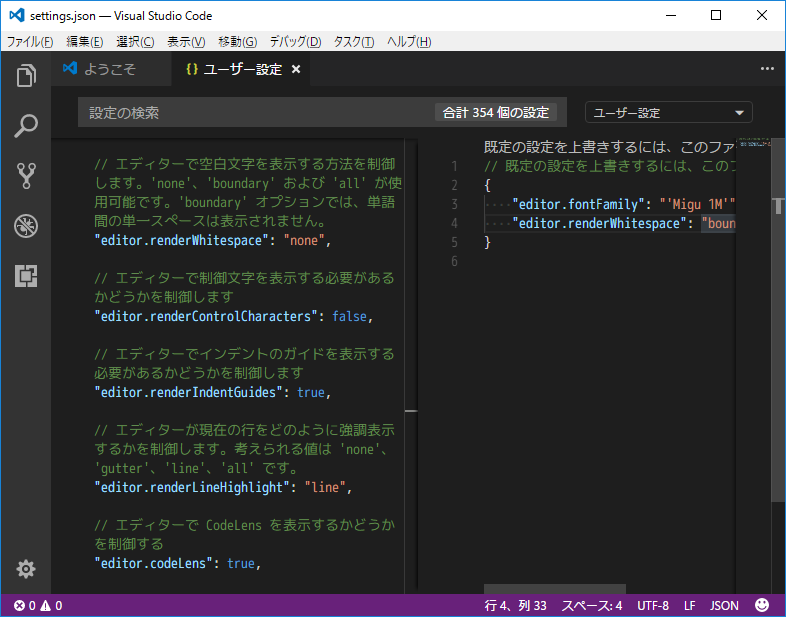 settings.json — Visual Studio Code
ファイル(F) 編集(E) 選択(C) 表示(V) 移動(G) デバッグ(D) タスク(T) ヘルプ(H)
ようこそ
{} ユーザー設定 ×
設定の検索
合計 354 個の設定
ユーザー設定
// エディターで空白文字を表示する方法を制御
します。'none'、'boundary' および 'all' が使
用可能です。'boundary' オプションでは、単語
間の単一スペースは表示されません。
"editor.renderWhitespace": "none",
// エディターで制御文字を表示する必要がある
かどうかを制御します
"editor.renderControlCharacters": false,
// エディターでインデントのガイドを表示する
必要があるかどうかを制御します
"editor.renderIndentGuides": true,
// エディターが現在の行をどのように強調表示
するかを制御します。考えられる値は 'none'、
'gutter'、'line'、'all' です。
"editor.renderLineHighlight": "line",
// エディターで CodeLens を表示するかどうか
を制御する
"editor.codeLens": true,
既定の設定を上書きするには、このファ
1 // 既定の設定を上書きするには、この
2 {
3 ····"editor.fontFamily": "'Migu 1M'"
4 ····"editor.renderWhitespace": "boun
5 }
6
0 0
行 4、列 33 スペース: 4 UTF-8 LF JSON